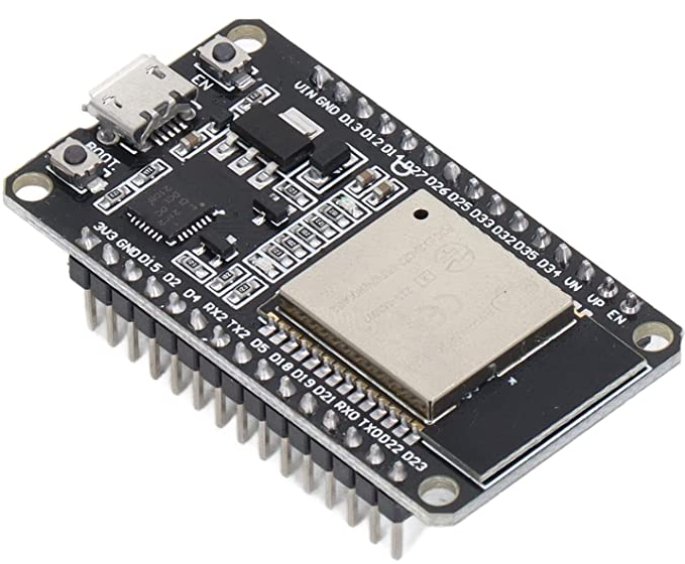 EN
BOOT
VIN GND D13 D12 D1 D27 D26 D25 D33 D32 D35 D34 VN VP EN
3V3 GND D15 D2 D4 RX2 TX2 D5 D18 D19 D21 RX0 TX0 D22 D23